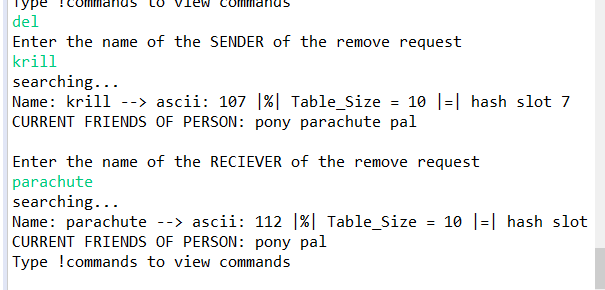 Type !commands to view commands
del
Enter the name of the SENDER of the remove request
krill
searching...
Name: krill --> ascii: 107 |%| Table_Size = 10 |=| hash slot 7
CURRENT FRIENDS OF PERSON: pony parachute pal
Enter the name of the RECIEVER of the remove request
parachute
searching...
Name: parachute --> ascii: 112 |%| Table_Size = 10 |=| hash slot
CURRENT FRIENDS OF PERSON: pony pal
Type !commands to view commands